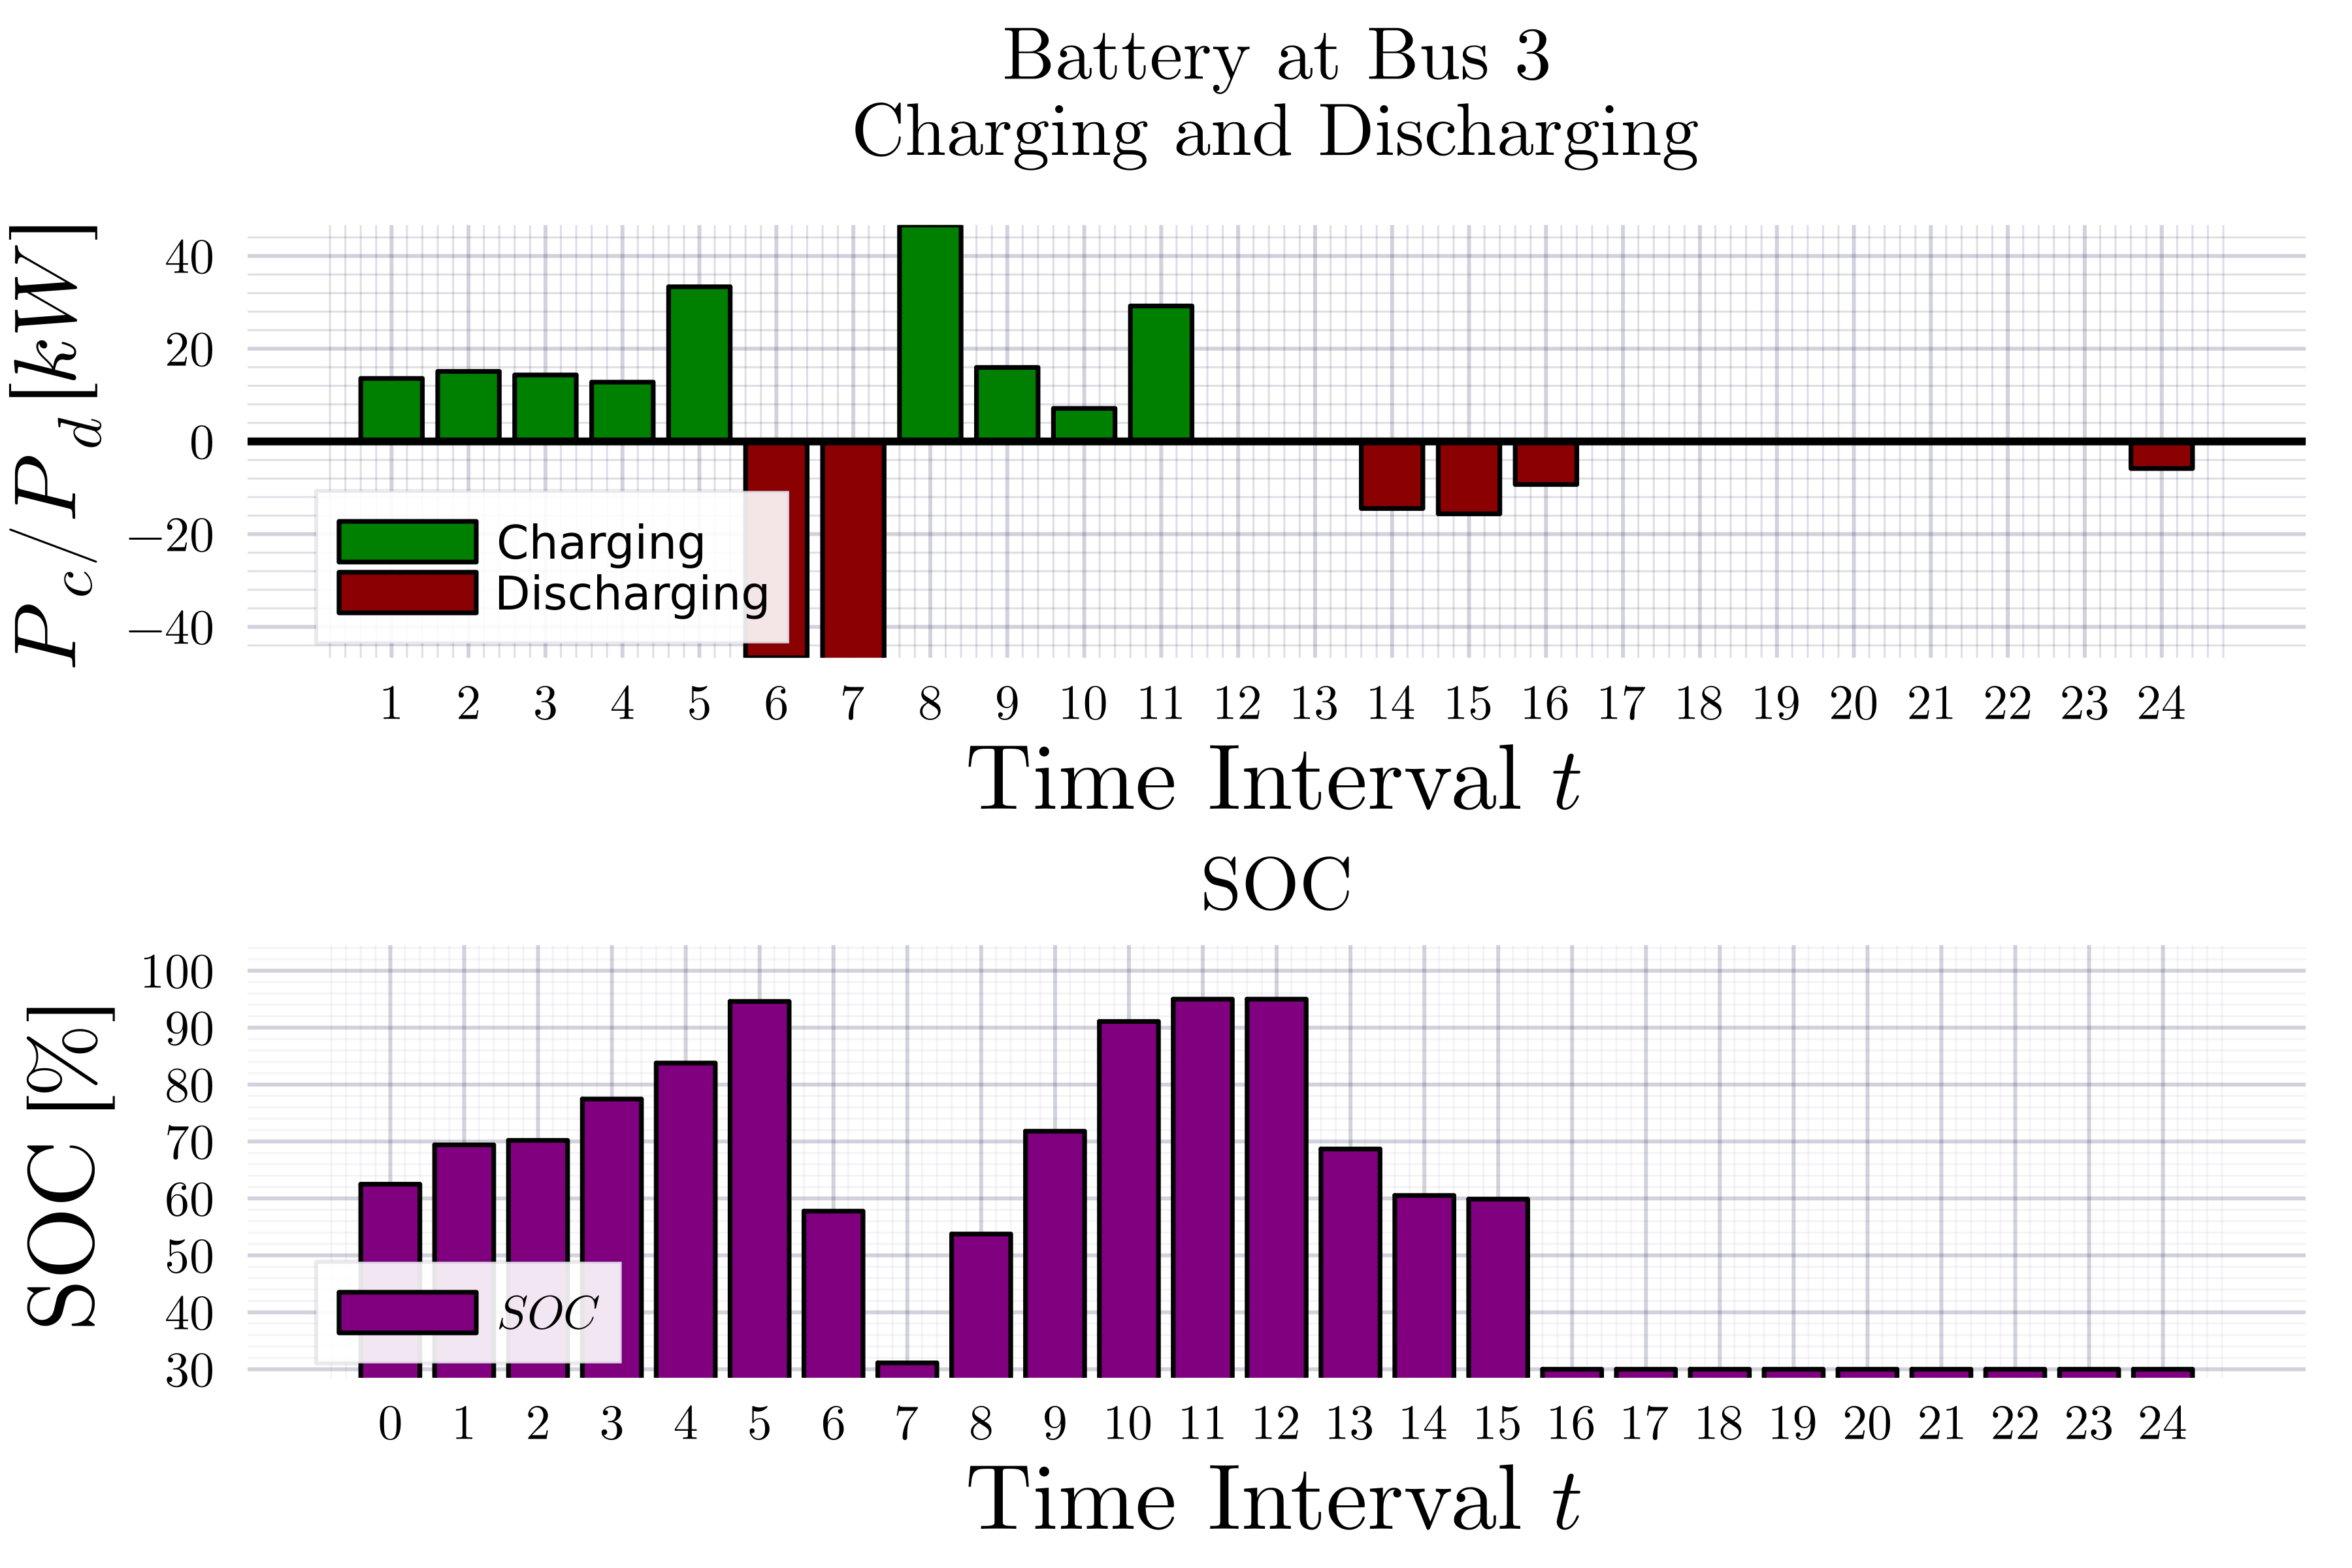 Battery at Bus 3
Charging and Discharging
P_c/P_d [kW]
40
20
0
−20
−40
Charging
Discharging
1 2 3 4 5 6 7 8 9 10 11 12 13 14 15 16 17 18 19 20 21 22 23 24
Time Interval t
SOC
SOC [%]
100
90
80
70
60
50
40
30
SOC
0 1 2 3 4 5 6 7 8 9 10 11 12 13 14 15 16 17 18 19 20 21 22 23 24
Time Interval t